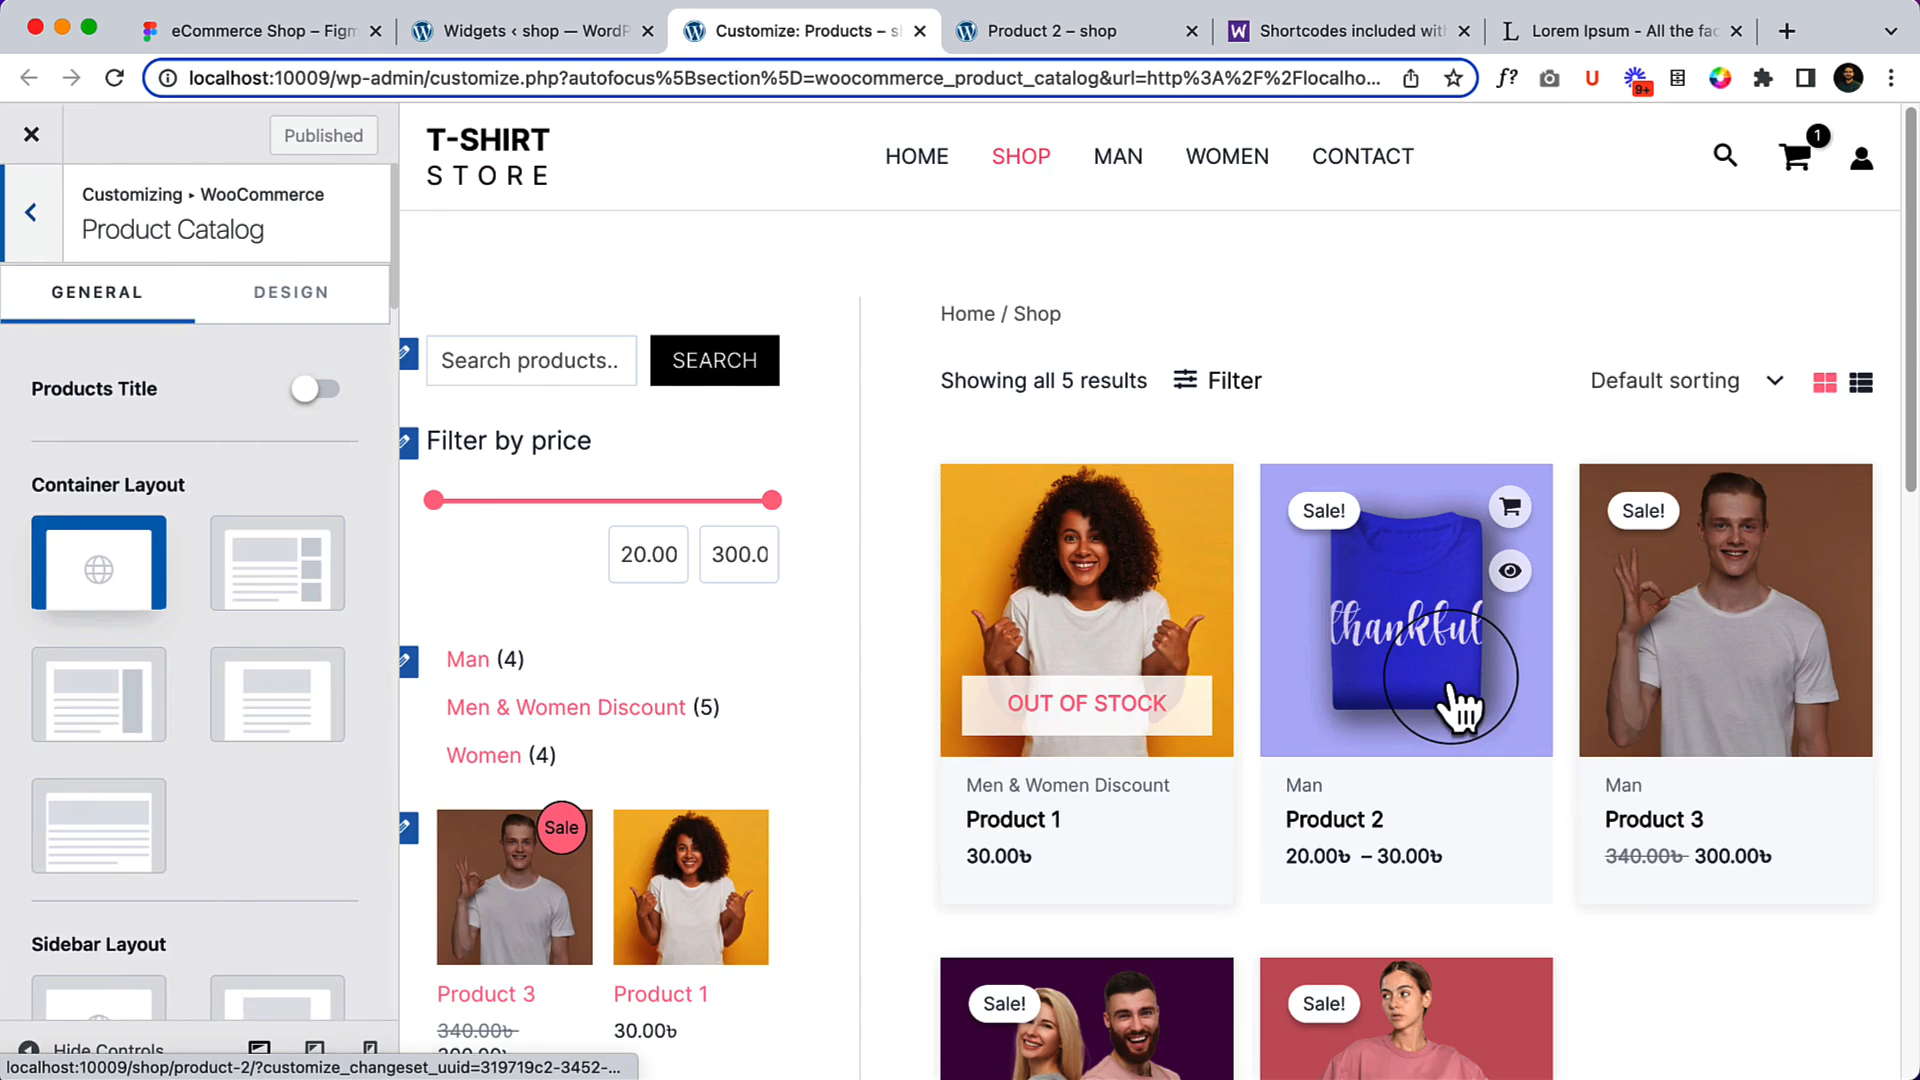 eCommerce Shop – Figm
Widgets ‹ shop — WordP
Customize: Products – s
Product 2 – shop
Shortcodes included wit
Lorem Ipsum - All the fac
localhost:10009/wp-admin/customize.php?autofocus%5Bsection%5D=woocommerce_product_catalog&url=http%3A%2F%2Flocalho...
f?
U
9+
Published
Customizing ▸ WooCommerce
Product Catalog
GENERAL
DESIGN
Products Title
Container Layout
Sidebar Layout
Hide Controls
localhost:10009/shop/product-2/?customize_changeset_uuid=319719c2-3452-...
T-SHIRT
STORE
HOME
SHOP
MAN
WOMEN
CONTACT
1
Search products..
SEARCH
Filter by price
20.00
300.0
Man (4)
Men & Women Discount (5)
Women (4)
Sale
Product 3
Product 1
340.00৳
30.00৳
Home / Shop
Showing all 5 results
Filter
Default sorting
OUT OF STOCK
Men & Women Discount
Product 1
30.00৳
Sale!
thankful
Man
Product 2
20.00৳ – 30.00৳
Sale!
Man
Product 3
340.00৳ 300.00৳
Sale!
Sale!